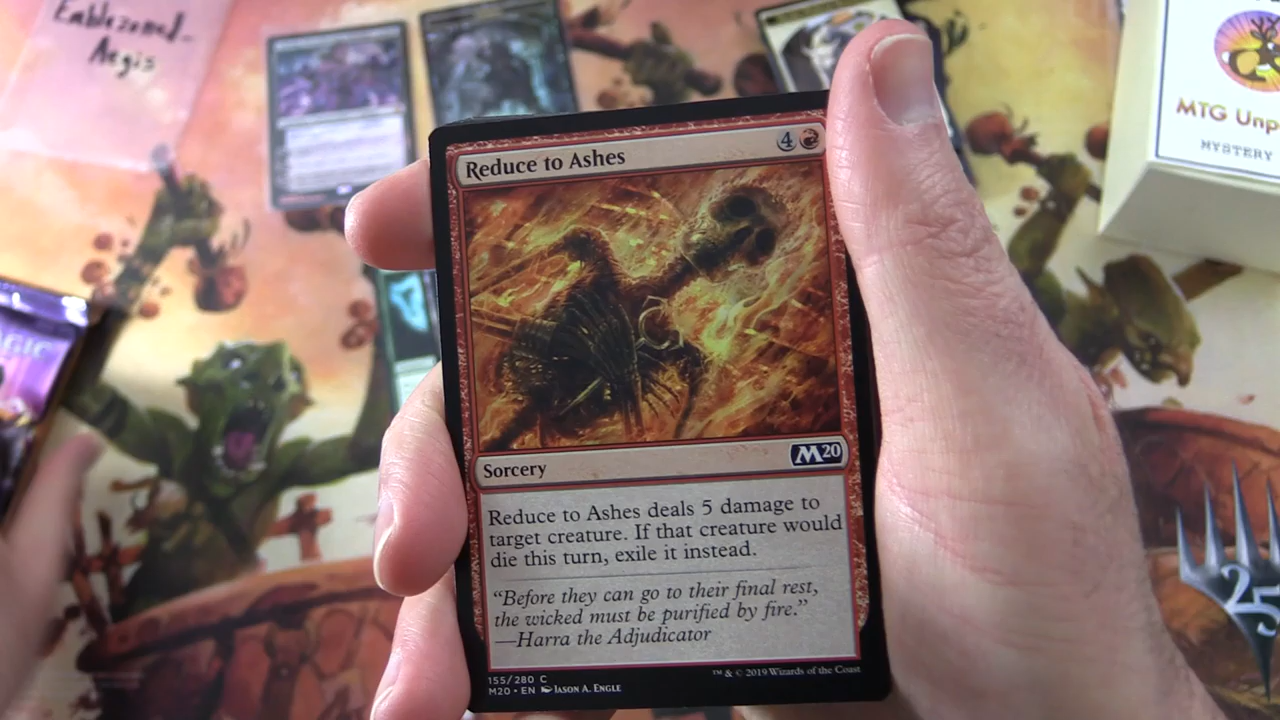 Emblazoned-
Aegis
MTG Unp
MYSTERY
Reduce to Ashes
4
Sorcery
M20
Reduce to Ashes deals 5 damage to
target creature. If that creature would
die this turn, exile it instead.
“Before they can go to their final rest,
the wicked must be purified by fire.”
—Harra the Adjudicator
155/280 C
M20 • EN Jason A. Engle
™ & © 2019 Wizards of the Coast
25